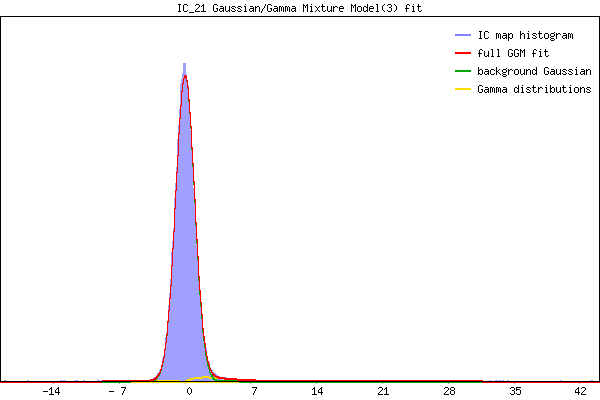 IC_21 Gaussian/Gamma Mixture Model(3) fit
IC map histogram
full GGM fit
background Gaussian
Gamma distributions
-14 - 7 0 7 14 21 28 35 42